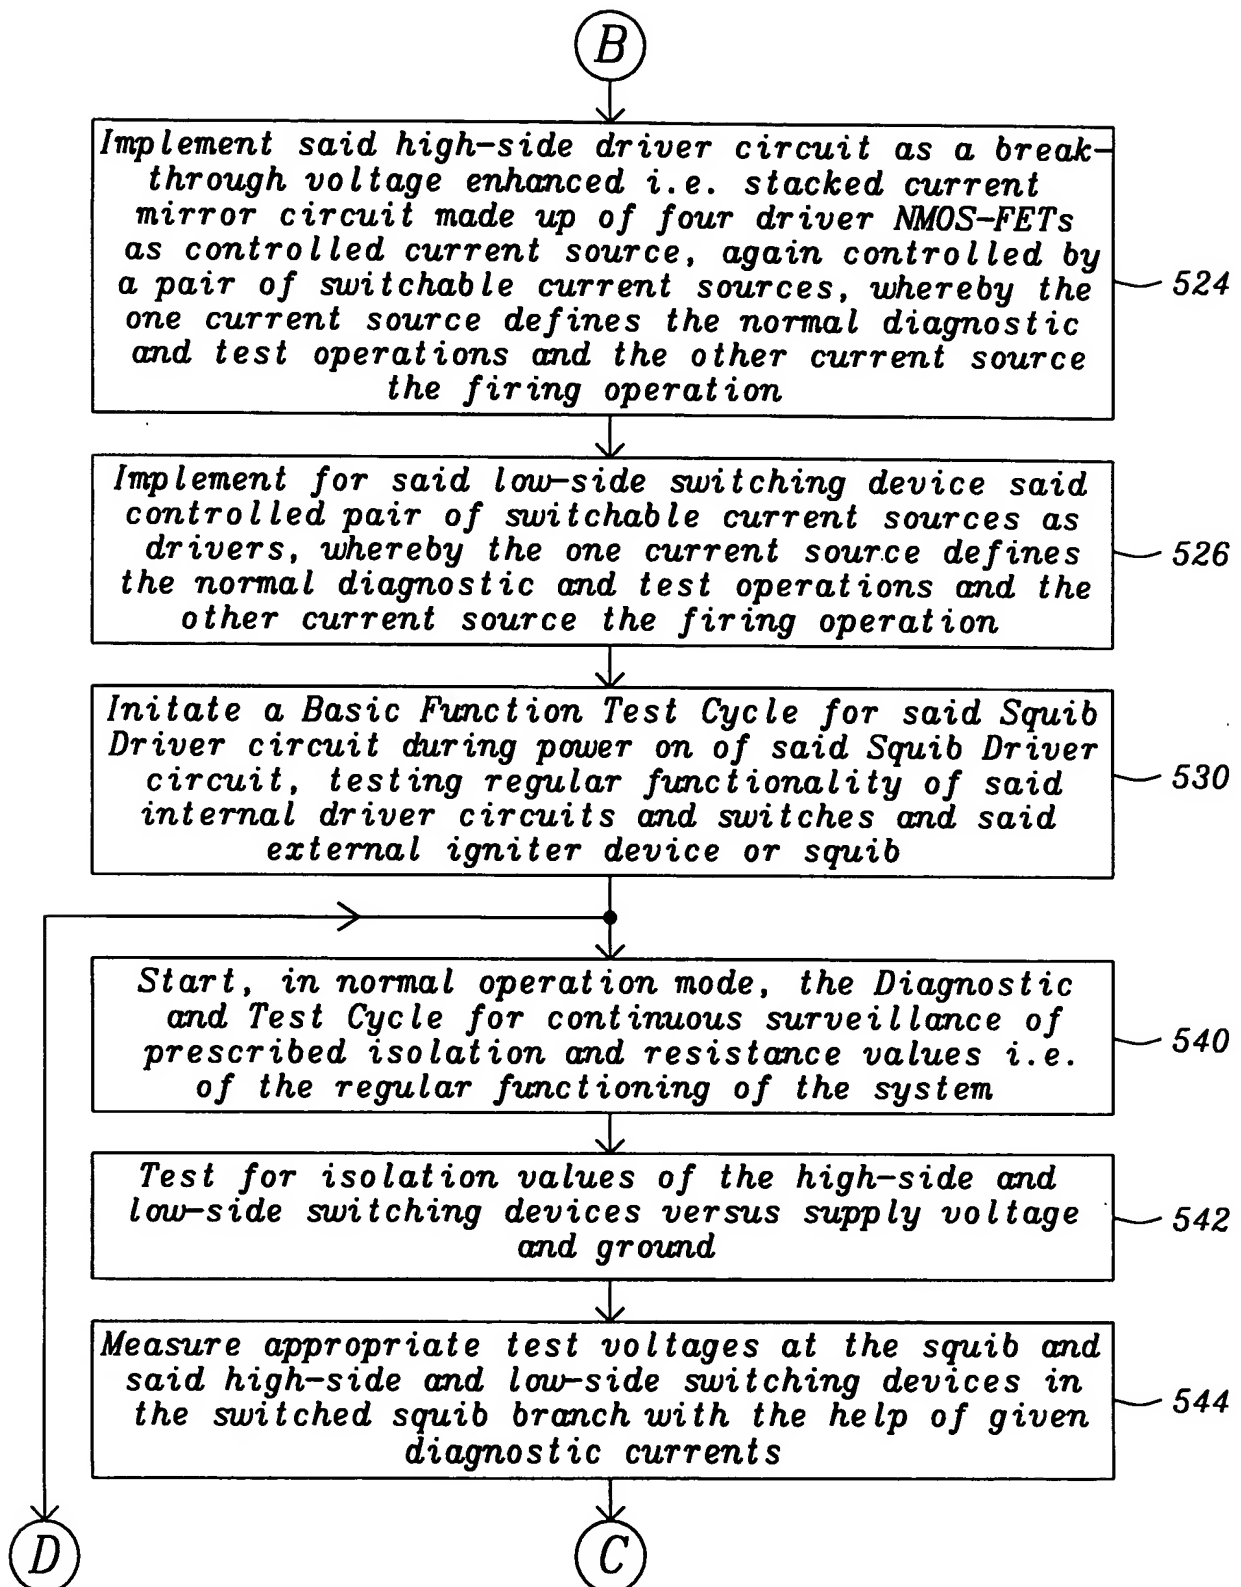 B
Implement said high-side driver circuit as a break-
through voltage enhanced i.e. stacked current
mirror circuit made up of four driver NMOS-FETs
as controlled current source, again controlled by
a pair of switchable current sources, whereby the
one current source defines the normal diagnostic
and test operations and the other current source
the firing operation
524
Implement for said low-side switching device said
controlled pair of switchable current sources as
drivers, whereby the one current source defines
the normal diagnostic and test operations and the
other current source the firing operation
526
Initate a Basic Function Test Cycle for said Squib
Driver circuit during power on of said Squib Driver
circuit, testing regular functionality of said
internal driver circuits and switches and said
external igniter device or squib
530
Start, in normal operation mode, the Diagnostic
and Test Cycle for continuous surveillance of
prescribed isolation and resistance values i.e.
of the regular functioning of the system
540
Test for isolation values of the high-side and
low-side switching devices versus supply voltage
and ground
542
Measure appropriate test voltages at the squib and
said high-side and low-side switching devices in
the switched squib branch with the help of given
diagnostic currents
544
D
C